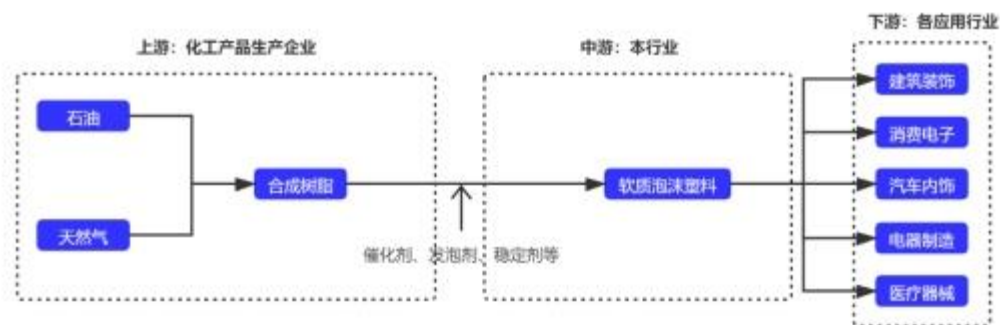 下游：各应用行业
上游：化工产品生产企业
中游：本行业
建筑装饰
石油
消费电子
合成树脂
软质泡沫塑料
汽车内饰
天然气
电器制造
催化剂、发泡剂、稳定剂等
医疗器械